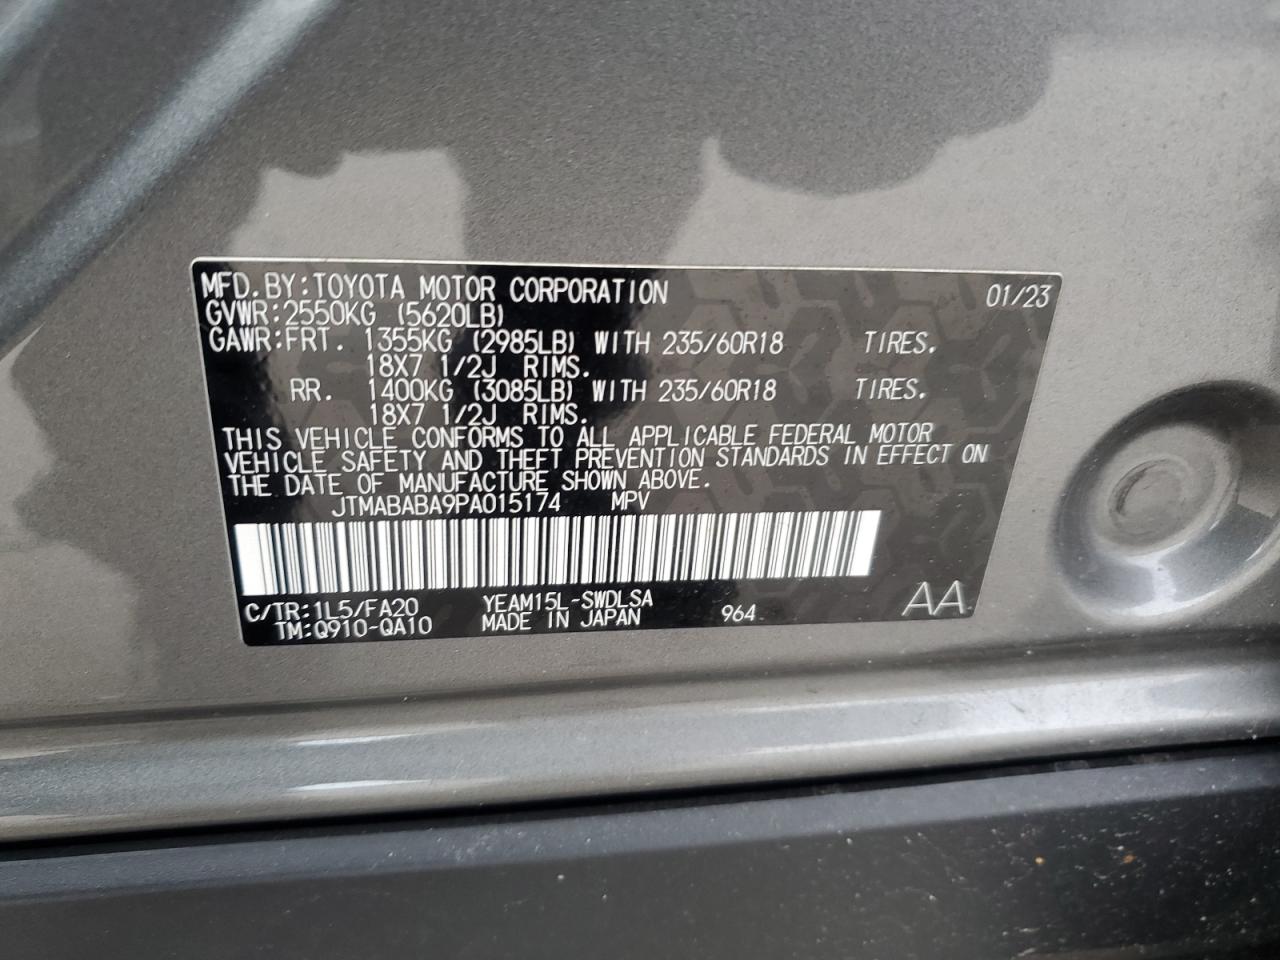 MFD.BY:TOYOTA MOTOR CORPORATION 01/23
GVWR:2550KG (5620LB)
GAWR:FRT. 1355KG (2985LB) WITH 235/60R18 TIRES.
18X7 1/2J RIMS.
RR. 1400KG (3085LB) WITH 235/60R18 TIRES.
18X7 1/2J RIMS.
THIS VEHICLE CONFORMS TO ALL APPLICABLE FEDERAL MOTOR
VEHICLE SAFETY AND THEFT PREVENTION STANDARDS IN EFFECT ON
THE DATE OF MANUFACTURE SHOWN ABOVE.
JTMABABA9PA015174 MPV
C/TR:1L5/FA20 YEAM15L-SWDLSA
TM:Q910-QA10 MADE IN JAPAN 964 AA